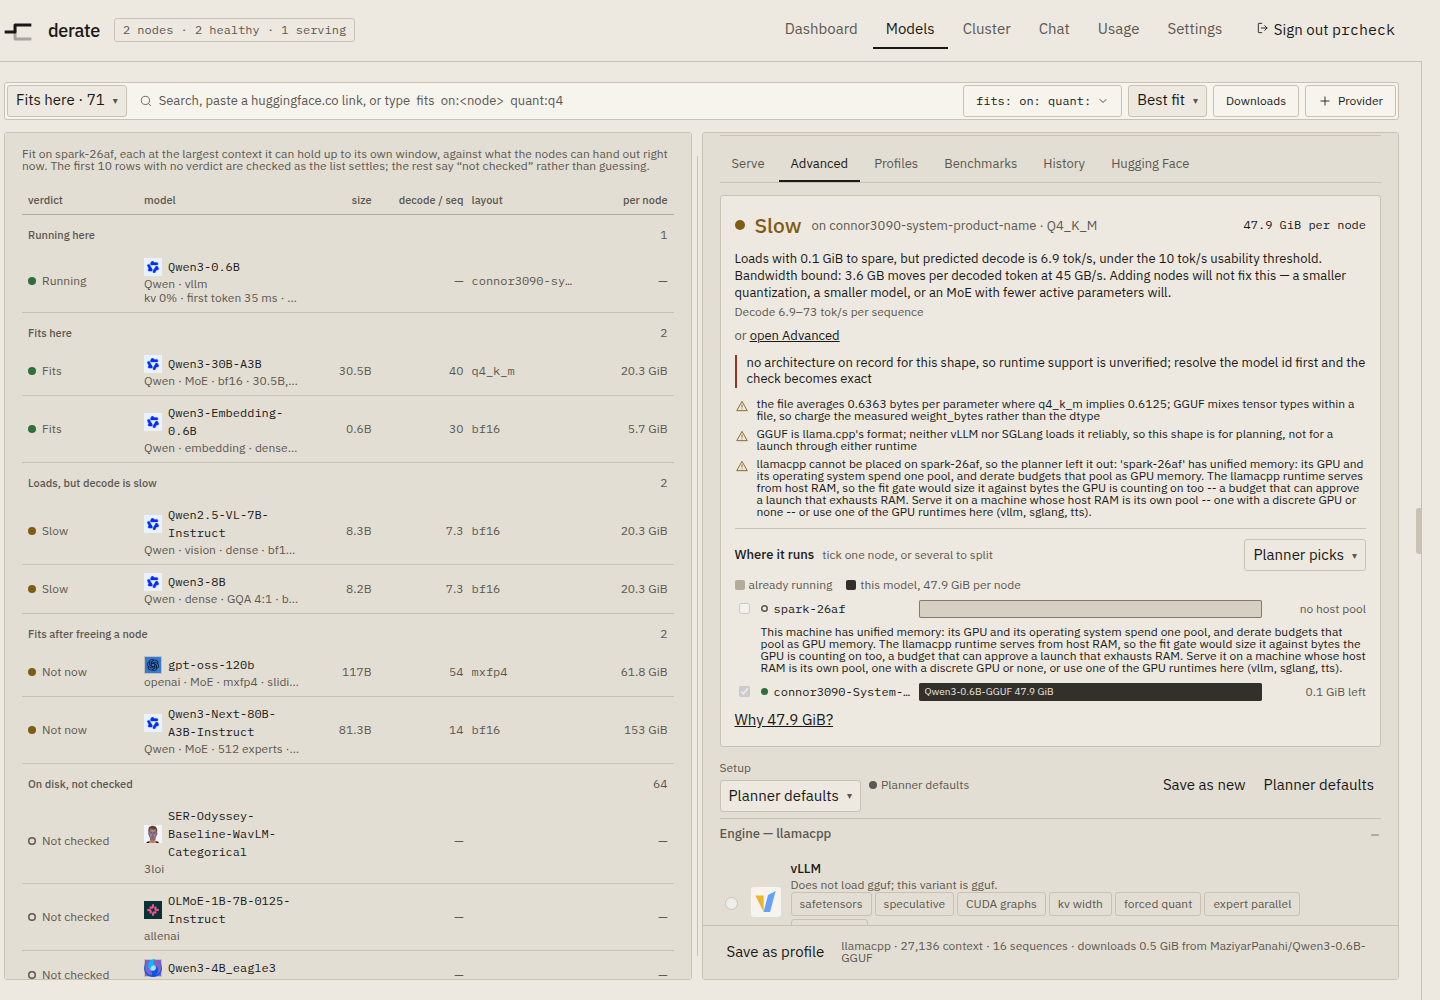 derate
2 nodes · 2 healthy · 1 serving
Dashboard
Models
Cluster
Chat
Usage
Settings
Sign out prcheck
Fits here · 71
Search, paste a huggingface.co link, or type fits on:<node> quant:q4
fits: on: quant:
Best fit
Downloads
Provider
Fit on spark-26af, each at the largest context it can hold up to its own window, against what the nodes can hand out right
now. The first 10 rows with no verdict are checked as the list settles; the rest say “not checked” rather than guessing.
verdict model size decode / seq layout per node
Running here 1
Running
Qwen3-0.6B
Qwen · vllm
kv 0% · first token 35 ms · ...
— connor3090-sy… —
Fits here 2
Fits
Qwen3-30B-A3B
Qwen · MoE · bf16 · 30.5B,...
30.5B 40 q4_k_m 20.3 GiB
Fits
Qwen3-Embedding-
0.6B
Qwen · embedding · dense...
0.6B 30 bf16 5.7 GiB
Loads, but decode is slow 2
Slow
Qwen2.5-VL-7B-
Instruct
Qwen · vision · dense · bf1...
8.3B 7.3 bf16 20.3 GiB
Slow
Qwen3-8B
Qwen · dense · GQA 4:1 · b...
8.2B 7.3 bf16 20.3 GiB
Fits after freeing a node 2
Not now
gpt-oss-120b
openai · MoE · mxfp4 · slidi...
117B 54 mxfp4 61.8 GiB
Not now
Qwen3-Next-80B-
A3B-Instruct
Qwen · MoE · 512 experts ·...
81.3B 14 bf16 153 GiB
On disk, not checked 64
Not checked
SER-Odyssey-
Baseline-WavLM-
Categorical
3loi
— —
Not checked
OLMoE-1B-7B-0125-
Instruct
allenai
— —
Not checked
Qwen3-4B_eagle3
— —
Serve
Advanced
Profiles
Benchmarks
History
Hugging Face
Slow on connor3090-system-product-name · Q4_K_M 47.9 GiB per node
Loads with 0.1 GiB to spare, but predicted decode is 6.9 tok/s, under the 10 tok/s usability threshold.
Bandwidth bound: 3.6 GB moves per decoded token at 45 GB/s. Adding nodes will not fix this — a smaller
quantization, a smaller model, or an MoE with fewer active parameters will.
Decode 6.9–73 tok/s per sequence
or open Advanced
no architecture on record for this shape, so runtime support is unverified; resolve the model id first and the
check becomes exact
the file averages 0.6363 bytes per parameter where q4_k_m implies 0.6125; GGUF mixes tensor types within a
file, so charge the measured weight_bytes rather than the dtype
GGUF is llama.cpp's format; neither vLLM nor SGLang loads it reliably, so this shape is for planning, not for a
launch through either runtime
llamacpp cannot be placed on spark-26af, so the planner left it out: 'spark-26af' has unified memory: its GPU and
its operating system spend one pool, and derate budgets that pool as GPU memory. The llamacpp runtime serves
from host RAM, so the fit gate would size it against bytes the GPU is counting on too -- a budget that can approve
a launch that exhausts RAM. Serve it on a machine whose host RAM is its own pool -- one with a discrete GPU or
none -- or use one of the GPU runtimes here (vllm, sglang, tts).
Where it runs tick one node, or several to split
Planner picks
already running this model, 47.9 GiB per node
spark-26af no host pool
This machine has unified memory: its GPU and its operating system spend one pool, and derate budgets that
pool as GPU memory. The llamacpp runtime serves from host RAM, so the fit gate would size it against bytes the
GPU is counting on too, a budget that can approve a launch that exhausts RAM. Serve it on a machine whose host
RAM is its own pool, one with a discrete GPU or none, or use one of the GPU runtimes here (vllm, sglang, tts).
connor3090-System-… Qwen3-0.6B-GGUF 47.9 GiB 0.1 GiB left
Why 47.9 GiB?
Setup
Planner defaults
Planner defaults
Save as new
Planner defaults
Engine — llamacpp –
vLLM
Does not load gguf; this variant is gguf.
safetensors speculative CUDA graphs kv width forced quant expert parallel
Save as profile
llamacpp · 27,136 context · 16 sequences · downloads 0.5 GiB from MaziyarPanahi/Qwen3-0.6B-
GGUF